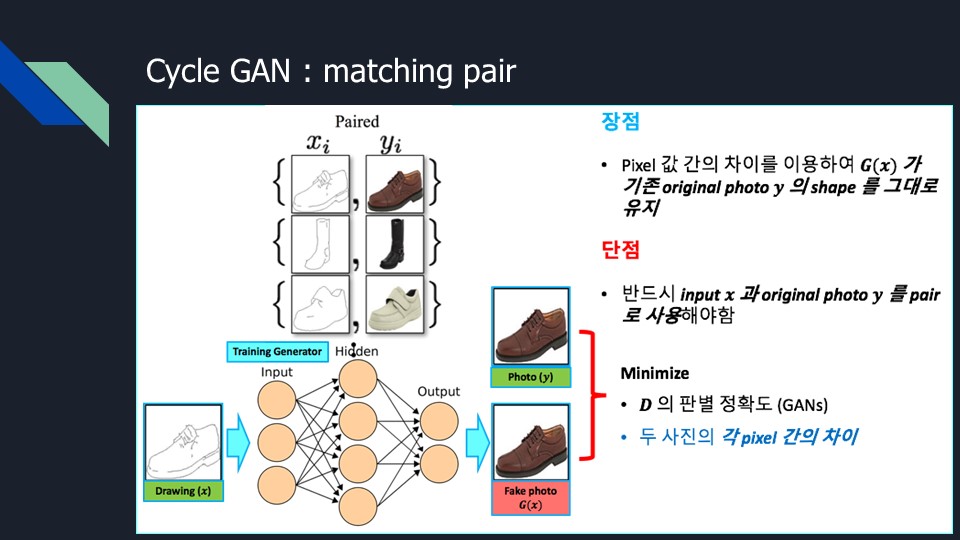 Cycle GAN : matching pair
Paired
x_i y_i
{ , }
{ , }
{ , }
Training Generator
Input
Hidden
Output
Drawing (x)
Photo (y)
Fake photo
G(x)
장점
• Pixel 값 간의 차이를 이용하여 G(x) 가
기존 original photo y 의 shape 를 그대로
유지
단점
• 반드시 input x 과 original photo y 를 pair
로 사용해야함
Minimize
• D 의 판별 정확도 (GANs)
• 두 사진의 각 pixel 간의 차이